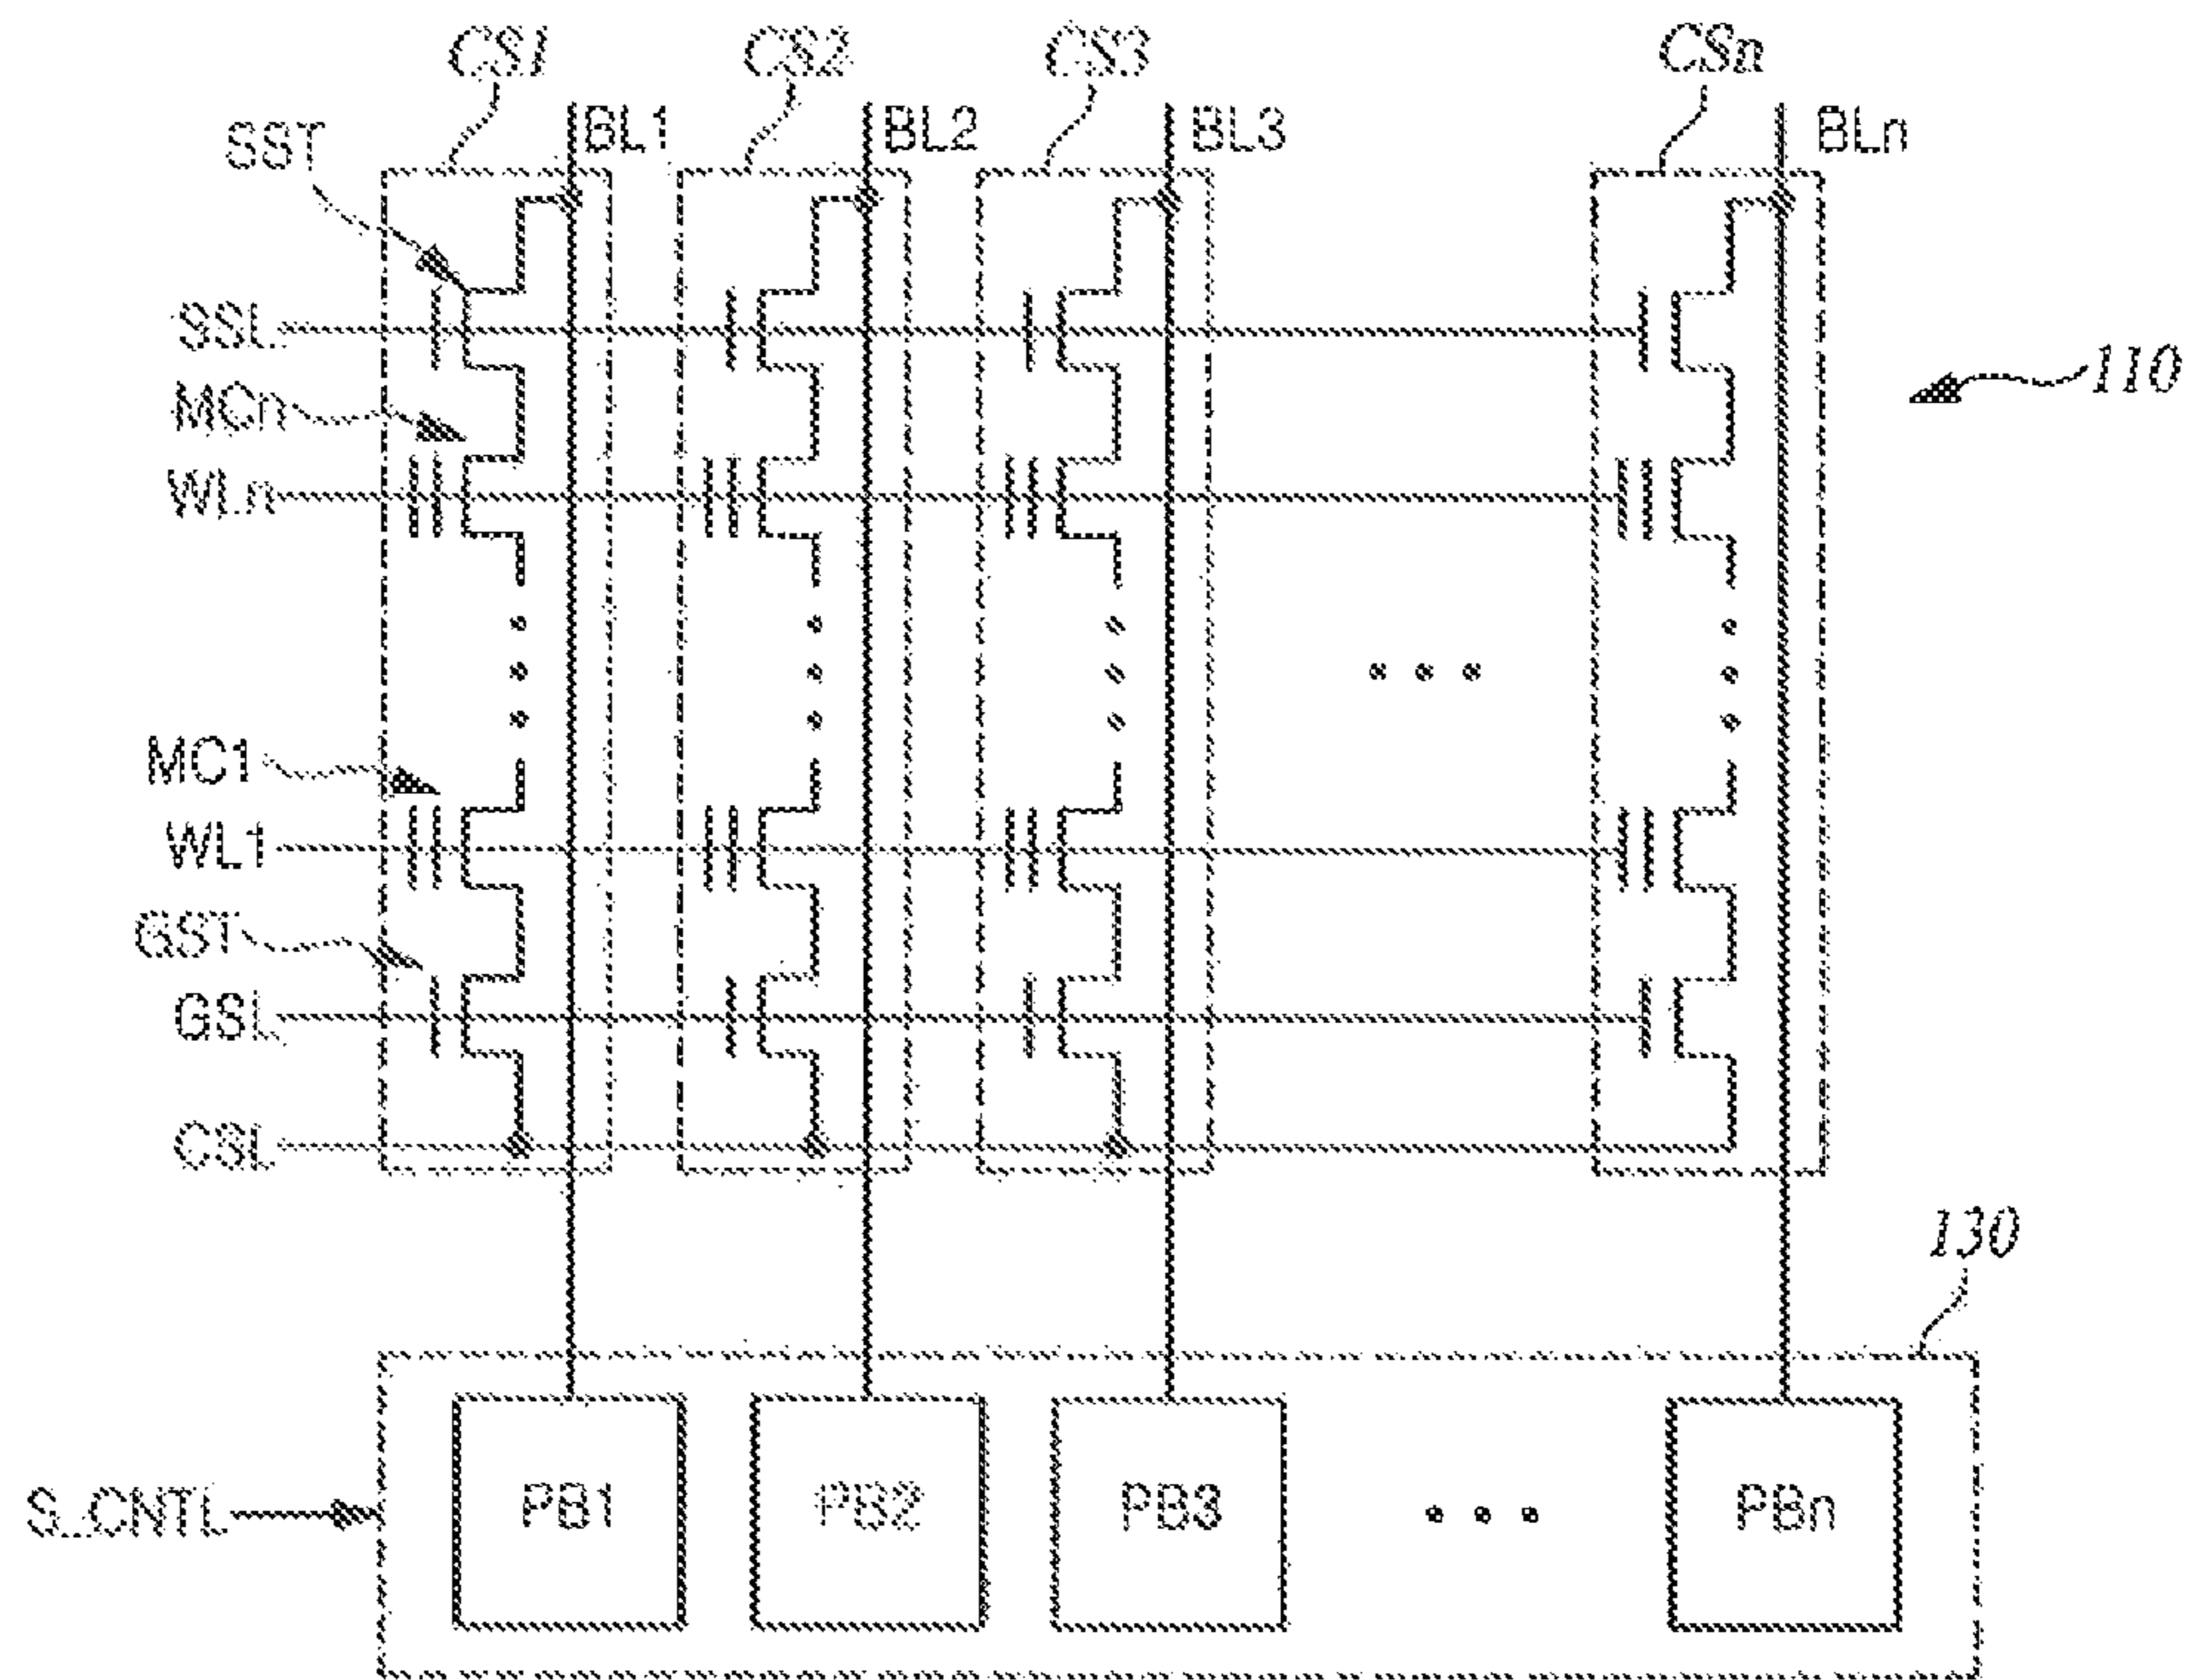 CS1 CS2 CS3 CSn
SST BL1 BL2 BL3 BLn
SSL
110
MCn
WLn
MC1
WL1
GST
GSL
CSL
130
S_CNTL PB1 PB2 PB3 PBn